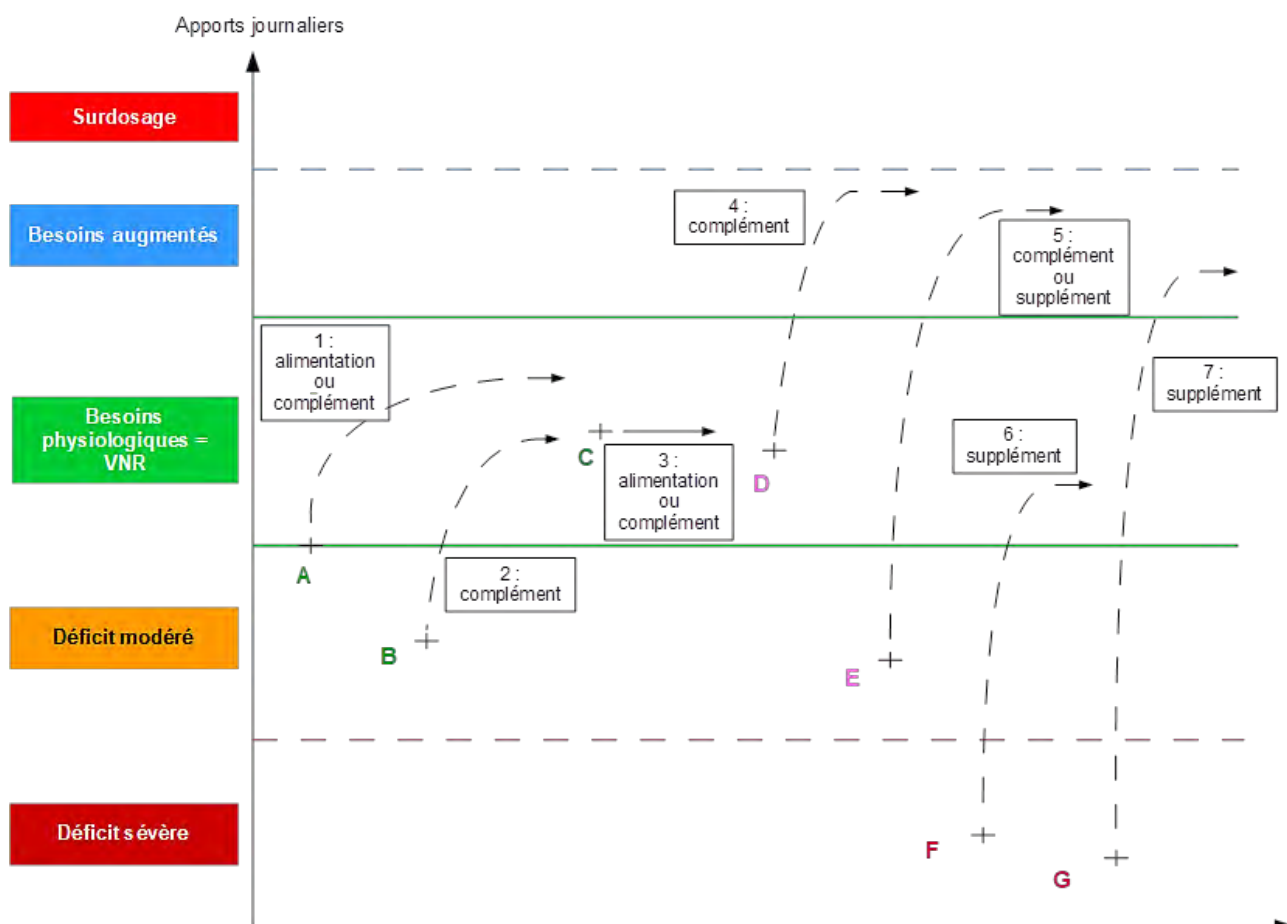 Apports journaliers
Surdosage
4 :
complément
Besoins augmentés
5 :
complément
ou
supplément
1 :
alimentation
ou
complément
7 :
supplément
Besoins
physiologiques =
VNR
C
6 :
supplément
3 :
alimentation
ou
complément
D
A
2 :
complément
Déficit modéré
B
E
Déficit sévère
F
G